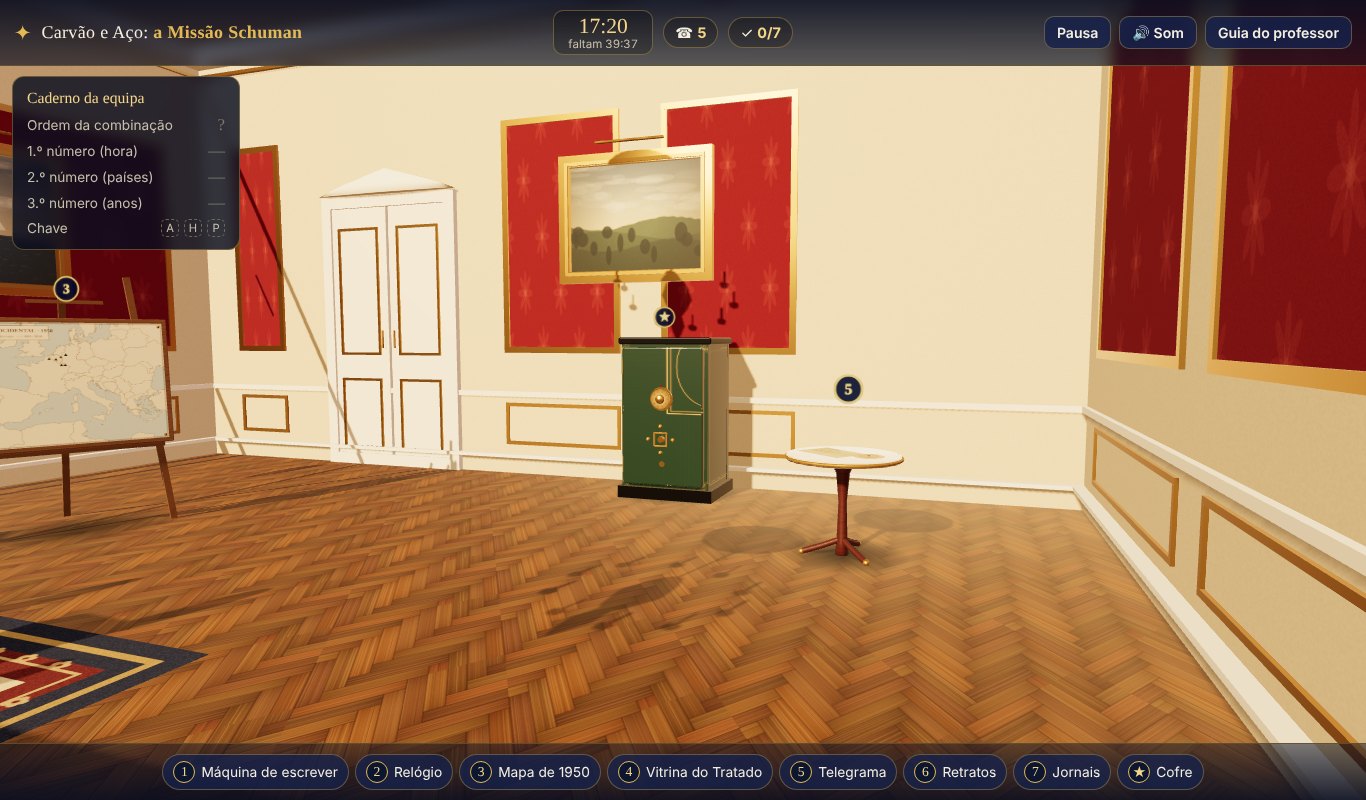 ✦ Carvão e Aço: a Missão Schuman
17:20
faltam 39:37
☎ 5
✓ 0/7
Pausa
🔊 Som
Guia do professor
Caderno da equipa
Ordem da combinação ?
1.º número (hora) —
2.º número (países) —
3.º número (anos) —
Chave A H P
3
★
5
1 Máquina de escrever
2 Relógio
3 Mapa de 1950
4 Vitrina do Tratado
5 Telegrama
6 Retratos
7 Jornais
★ Cofre